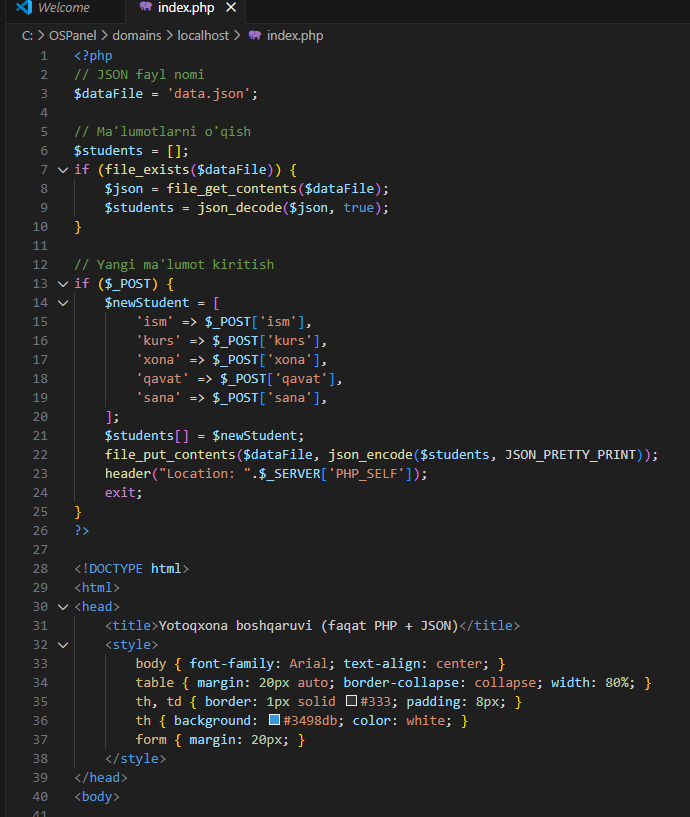 Welcome index.php
C: > OSPanel > domains > localhost > index.php
1 <?php
2 // JSON fayl nomi
3 $dataFile = 'data.json';
4
5 // Ma'lumotlarni o'qish
6 $students = [];
7 if (file_exists($dataFile)) {
8 $json = file_get_contents($dataFile);
9 $students = json_decode($json, true);
10 }
11
12 // Yangi ma'lumot kiritish
13 if ($_POST) {
14 $newStudent = [
15 'ism' => $_POST['ism'],
16 'kurs' => $_POST['kurs'],
17 'xona' => $_POST['xona'],
18 'qavat' => $_POST['qavat'],
19 'sana' => $_POST['sana'],
20 ];
21 $students[] = $newStudent;
22 file_put_contents($dataFile, json_encode($students, JSON_PRETTY_PRINT));
23 header("Location: ".$_SERVER['PHP_SELF']);
24 exit;
25 }
26 ?>
27
28 <!DOCTYPE html>
29 <html>
30 <head>
31 <title>Yotoqxona boshqaruvi (faqat PHP + JSON)</title>
32 <style>
33 body { font-family: Arial; text-align: center; }
34 table { margin: 20px auto; border-collapse: collapse; width: 80%; }
35 th, td { border: 1px solid #333; padding: 8px; }
36 th { background: #3498db; color: white; }
37 form { margin: 20px; }
38 </style>
39 </head>
40 <body>
41